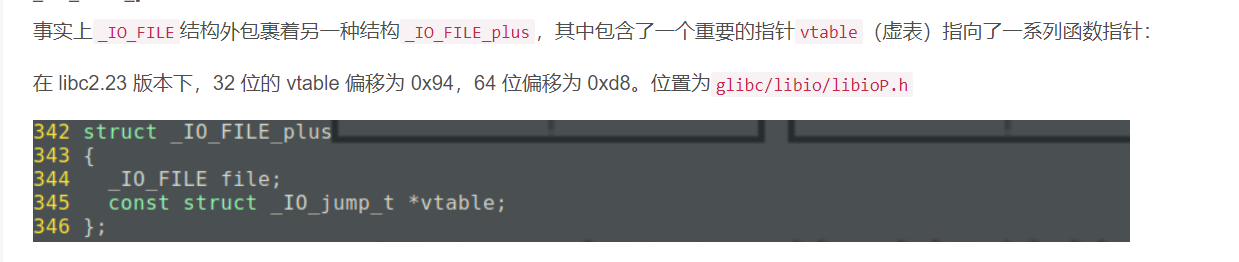 事实上 _IO_FILE 结构外包裹着另一种结构 _IO_FILE_plus ，其中包含了一个重要的指针 vtable （虚表）指向了一系列函数指针：
在 libc2.23 版本下，32 位的 vtable 偏移为 0x94，64 位偏移为 0xd8。位置为 glibc/libio/libioP.h
342 struct _IO_FILE_plus
343 {
344   _IO_FILE file;
345   const struct _IO_jump_t *vtable;
346 };